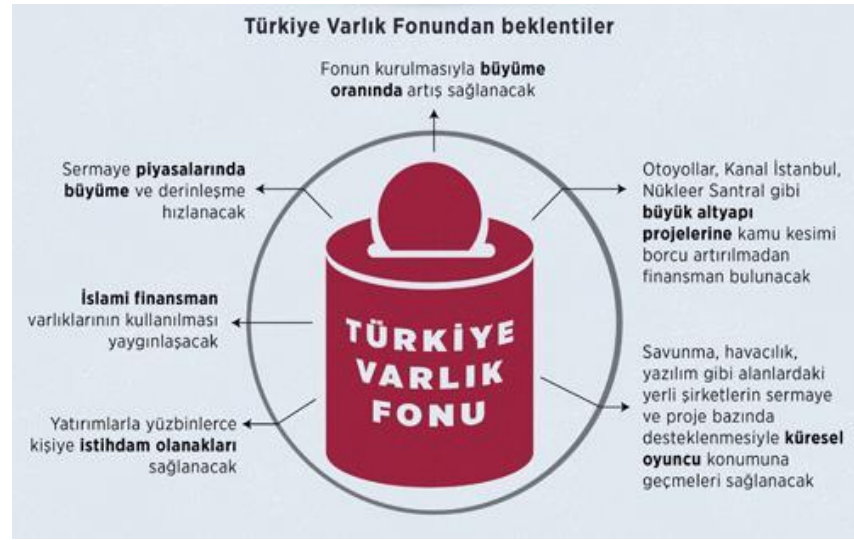 Türkiye Varlık Fonundan beklentiler
Fonun kurulmasıyla büyüme
oranında artış sağlanacak
Sermaye piyasalarında
büyüme ve derinleşme
hızlanacak
İslami finansman
varlıklarının kullanılması
yaygınlaşacak
Yatırımlarla yüzbinlerce
kişiye istihdam olanakları
sağlanacak
TÜRKİYE
VARLIK
FONU
Otoyollar, Kanal İstanbul,
Nükleer Santral gibi
büyük altyapı
projelerine kamu kesimi
borcu artırılmadan
finansman bulunacak
Savunma, havacılık,
yazılım gibi alanlardaki
yerli şirketlerin sermaye
ve proje bazında
desteklenmesiyle küresel
oyuncu konumuna
geçmeleri sağlanacak